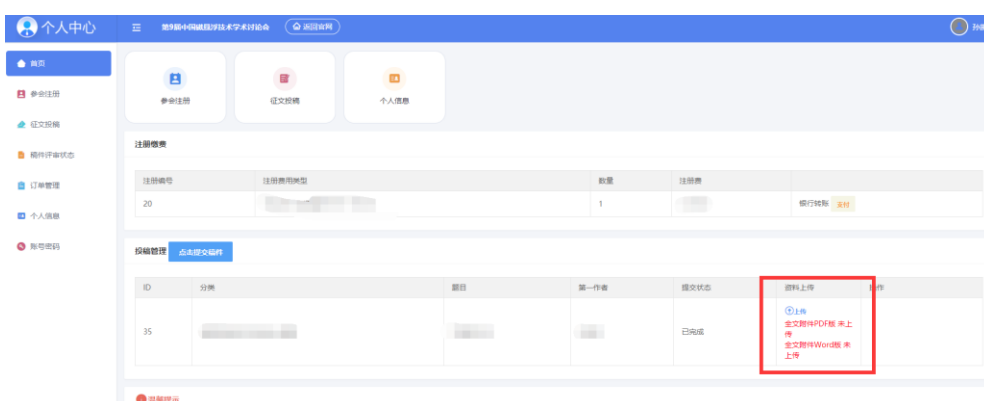 个人中心
第9届中国磁悬浮技术学术讨论会
返回官网
首页
参会注册
征文投稿
稿件评审状态
订单管理
个人信息
账号密码
参会注册
征文投稿
个人信息
注册缴费
注册编号 注册费用类型 数量 注册费
20 1 银行转账 支付
投稿管理 点击提交稿件
ID 分类 题目 第一作者 提交状态 资料上传
35 已完成
上传
全文附件PDF版 未上
传
全文附件Word版 未
上传